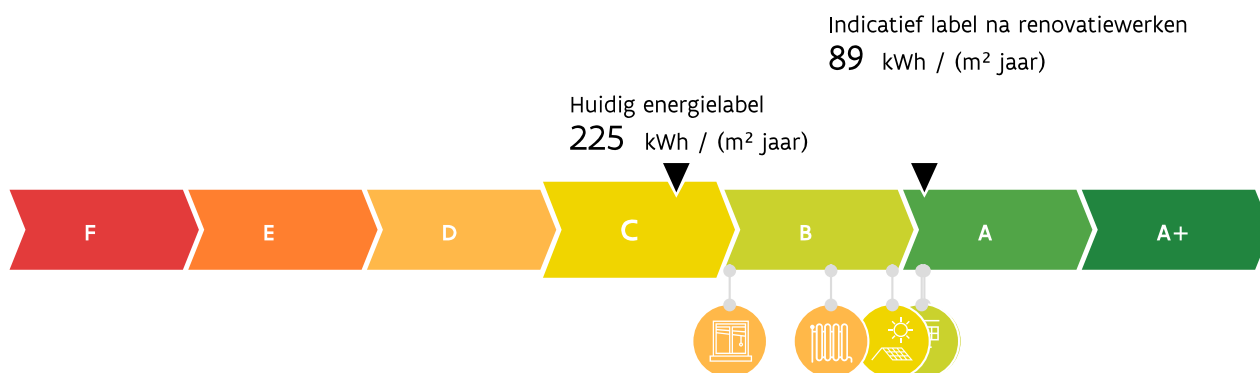 Indicatief label na renovatiewerken
89 kWh / (m² jaar)
Huidig energielabel
225 kWh / (m² jaar)
F E D C B A A+